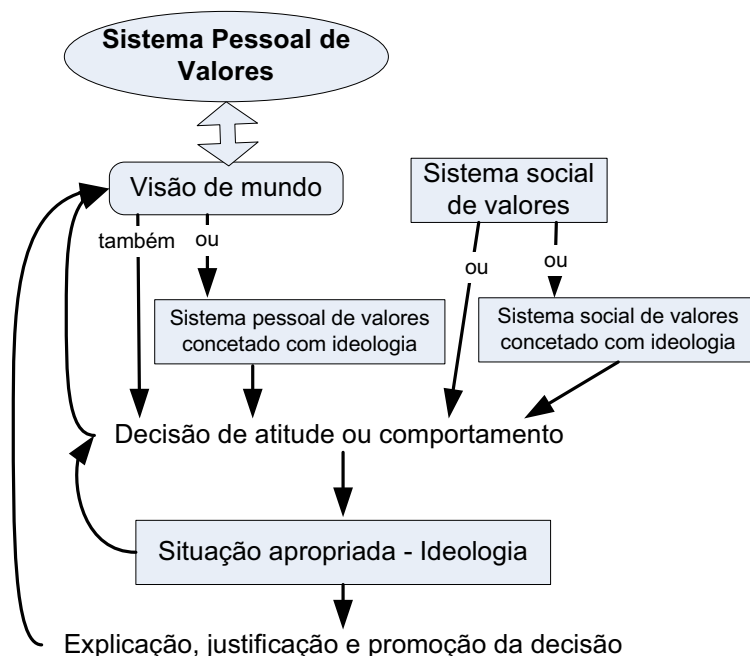 Sistema Pessoal de
Valores
Visão de mundo
Sistema social
de valores
também
ou
ou
ou
Sistema pessoal de valores
concetado com ideologia
Sistema social de valores
concetado com ideologia
Decisão de atitude ou comportamento
Situação apropriada - Ideologia
Explicação, justificação e promoção da decisão